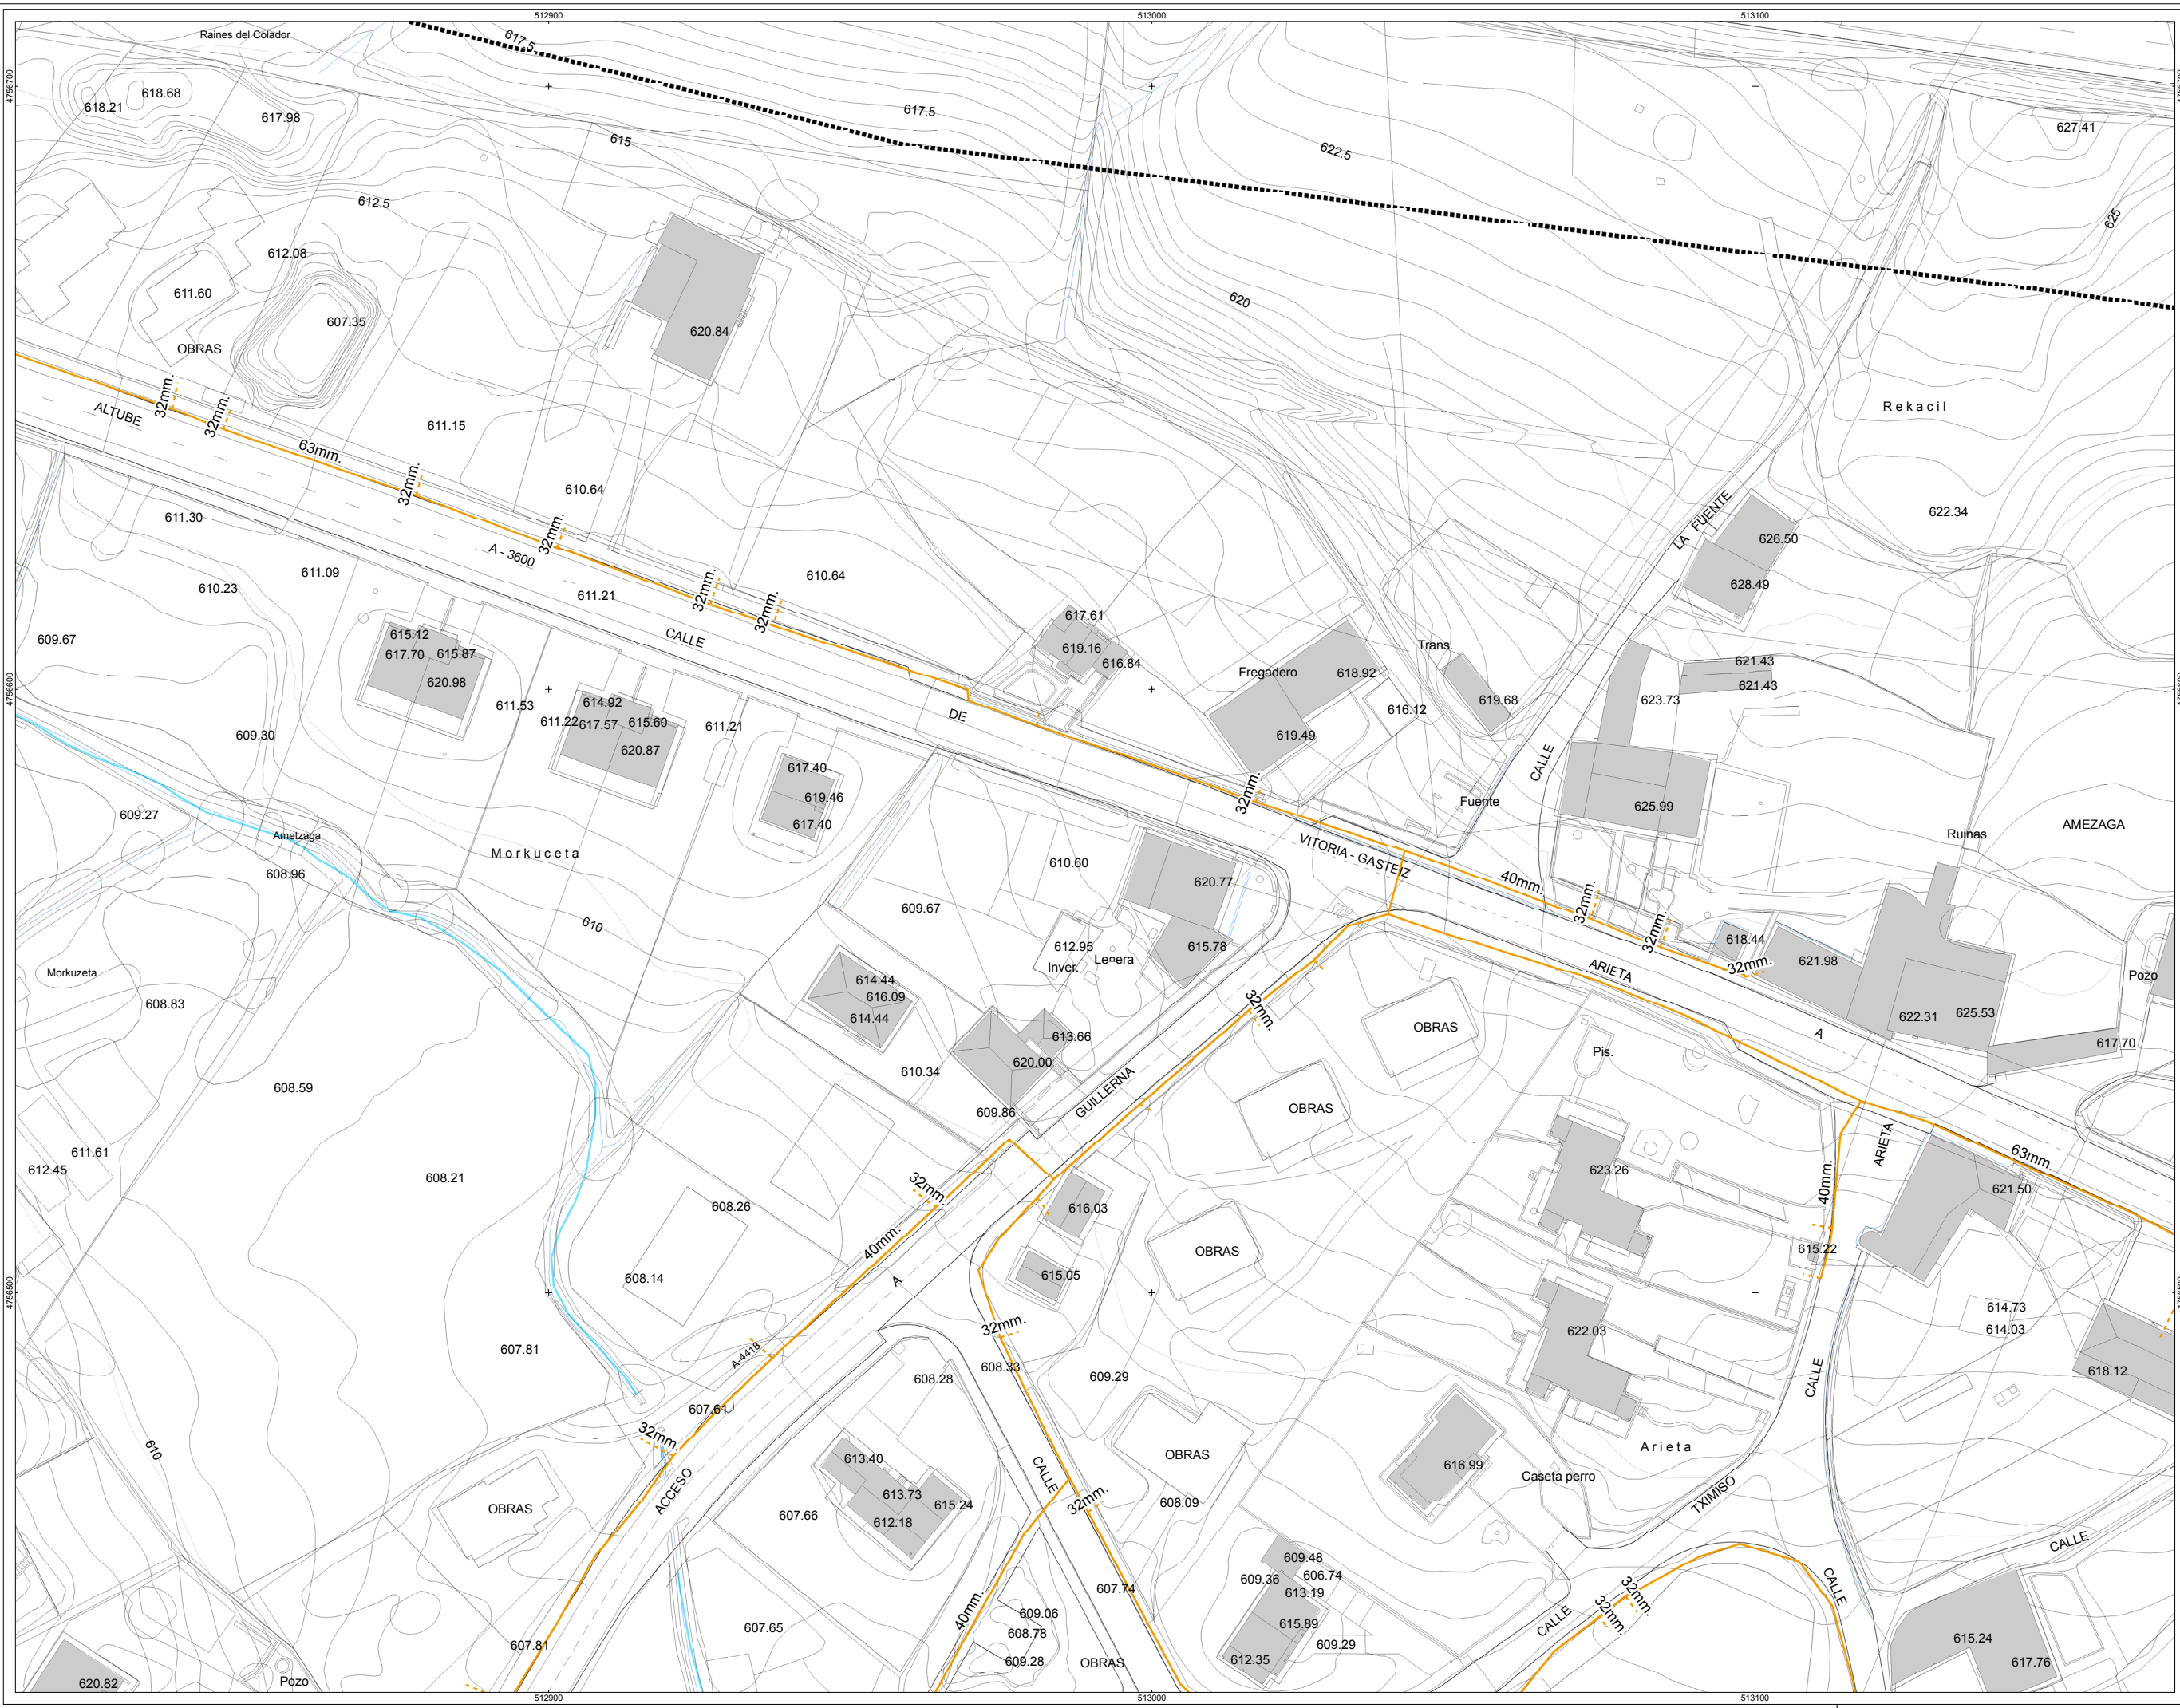 512900
513000
513100
4756700
4756700
Raines del Colador
617.5
618.21
618.68
617.98
617.5
615
622.5
627.41
612.5
625
612.08
611.60
607.35
620
620.84
OBRAS
32mm.
32mm.
ALTUBE
63mm.
611.15
Rekacil
32mm.
610.64
611.30
32mm.
A - 3600
LA FUENTE
626.50
622.34
611.09
610.23
611.21
32mm.
32mm.
610.64
628.49
609.67
615.12
617.70
615.87
CALLE
617.61
619.16
616.84
Trans.
621.43
620.98
Fregadero
618.92
621.43
4756600
4756600
611.53
611.22
614.92
617.57
615.60
611.21
DE
616.12
619.68
623.73
609.30
620.87
619.49
CALLE
617.40
619.46
617.40
32mm.
Fuente
625.99
609.27
Ametzaga
Morkuceta
608.96
VITORIA - GASTEIZ
Ruinas
AMEZAGA
610.60
620.77
40mm.
32mm.
32mm.
609.67
610
612.95
Inver.
Le¤era
615.78
618.44
621.98
32mm.
Morkuzeta
608.83
614.44
616.09
614.44
ARIETA
Pozo
32mm.
OBRAS
622.31
625.53
A
617.70
613.66
620.00
Pis.
610.34
608.59
GUILLERNA
609.86
OBRAS
ARIETA
63mm.
611.61
612.45
608.21
32mm.
608.26
616.03
623.26
40mm.
621.50
40mm.
OBRAS
615.22
608.14
A
615.05
4756500
4756500
614.73
614.03
32mm.
622.03
607.81
A-4418
608.33
609.29
608.28
CALLE
618.12
607.61
32mm.
610
613.40
CALLE
OBRAS
616.99
Arieta
Caseta perro
ACCESO
613.73
615.24
32mm.
608.09
TXIMISO
OBRAS
607.66
612.18
CALLE
609.48
606.74
609.36
613.19
607.74
40mm.
32mm.
32mm.
CALLE
609.06
608.78
607.65
615.89
CALLE
609.29
607.81
609.28
OBRAS
612.35
615.24
617.76
620.82
Pozo
512900
513000
513100